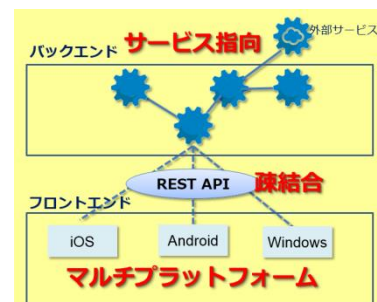 外部サービス
サービス指向
バックエンド
REST API
疎結合
フロントエンド
iOS
Android
Windows
マルチプラットフォーム